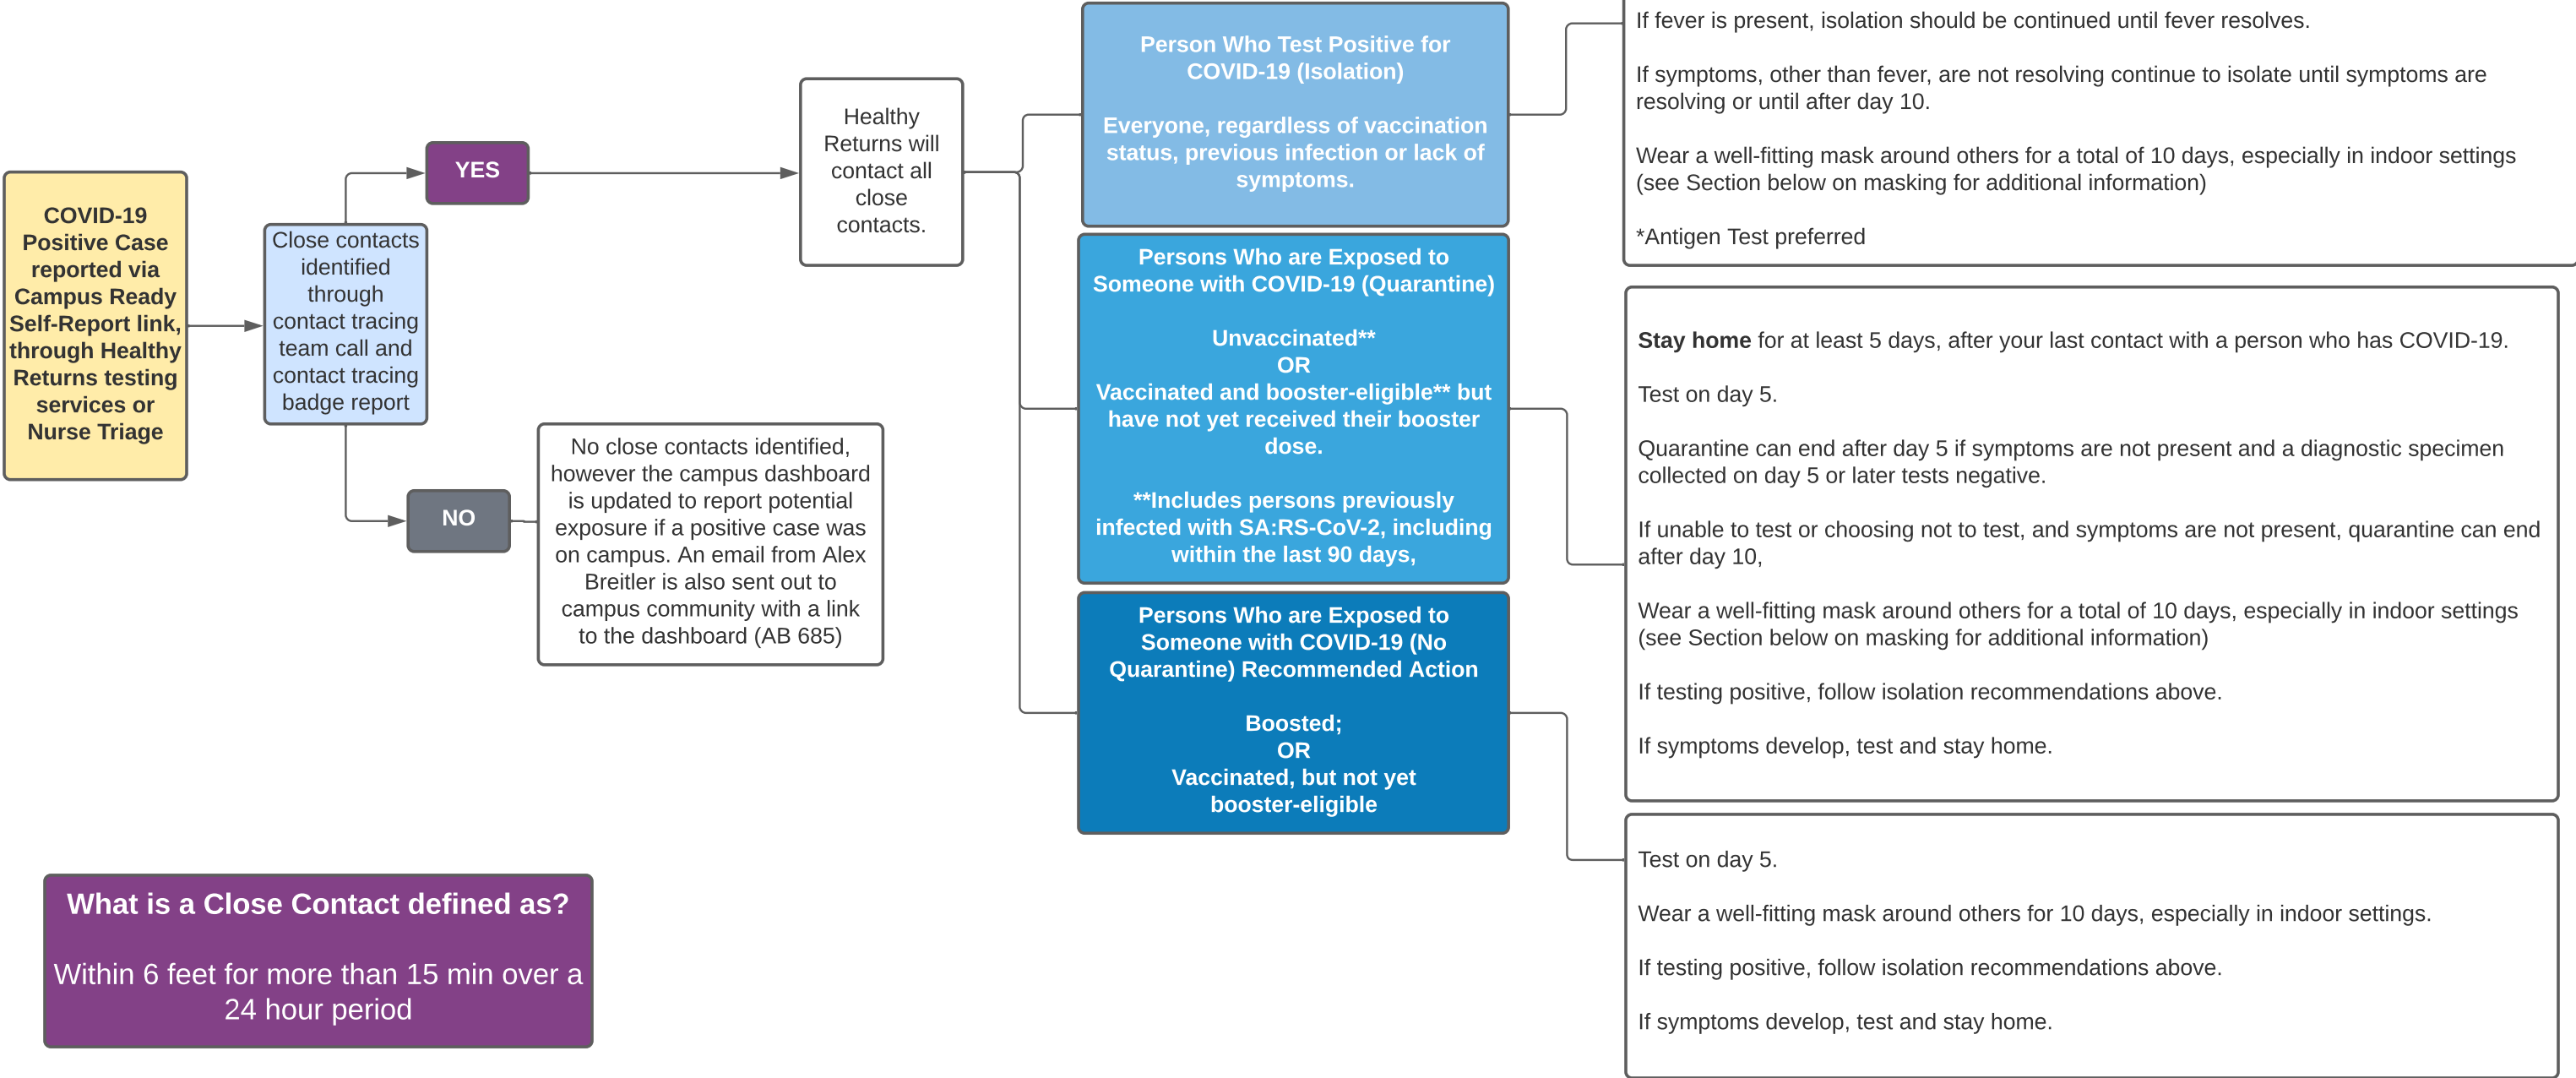 COVID-19
Positive Case
reported via
Campus Ready
Self-Report link,
through Healthy
Returns testing
services or
Nurse Triage
Close contacts
identified
through
contact tracing
team call and
contact tracing
badge report
YES
NO
No close contacts identified,
however the campus dashboard
is updated to report potential
exposure if a positive case was
on campus. An email from Alex
Breitler is also sent out to
campus community with a link
to the dashboard (AB 685)
Healthy
Returns will
contact all
close
contacts.
Person Who Test Positive for
COVID-19 (Isolation)
Everyone, regardless of vaccination
status, previous infection or lack of
symptoms.
If fever is present, isolation should be continued until fever resolves.
If symptoms, other than fever, are not resolving continue to isolate until symptoms are
resolving or until after day 10.
Wear a well-fitting mask around others for a total of 10 days, especially in indoor settings
(see Section below on masking for additional information)
*Antigen Test preferred
Persons Who are Exposed to
Someone with COVID-19 (Quarantine)
Unvaccinated**
OR
Vaccinated and booster-eligible** but
have not yet received their booster
dose.
**Includes persons previously
infected with SA:RS-CoV-2, including
within the last 90 days,
Stay home for at least 5 days, after your last contact with a person who has COVID-19.
Test on day 5.
Quarantine can end after day 5 if symptoms are not present and a diagnostic specimen
collected on day 5 or later tests negative.
If unable to test or choosing not to test, and symptoms are not present, quarantine can end
after day 10,
Wear a well-fitting mask around others for a total of 10 days, especially in indoor settings
(see Section below on masking for additional information)
If testing positive, follow isolation recommendations above.
If symptoms develop, test and stay home.
Persons Who are Exposed to
Someone with COVID-19 (No
Quarantine) Recommended Action
Boosted;
OR
Vaccinated, but not yet
booster-eligible
Test on day 5.
Wear a well-fitting mask around others for 10 days, especially in indoor settings.
If testing positive, follow isolation recommendations above.
If symptoms develop, test and stay home.
What is a Close Contact defined as?
Within 6 feet for more than 15 min over a
24 hour period